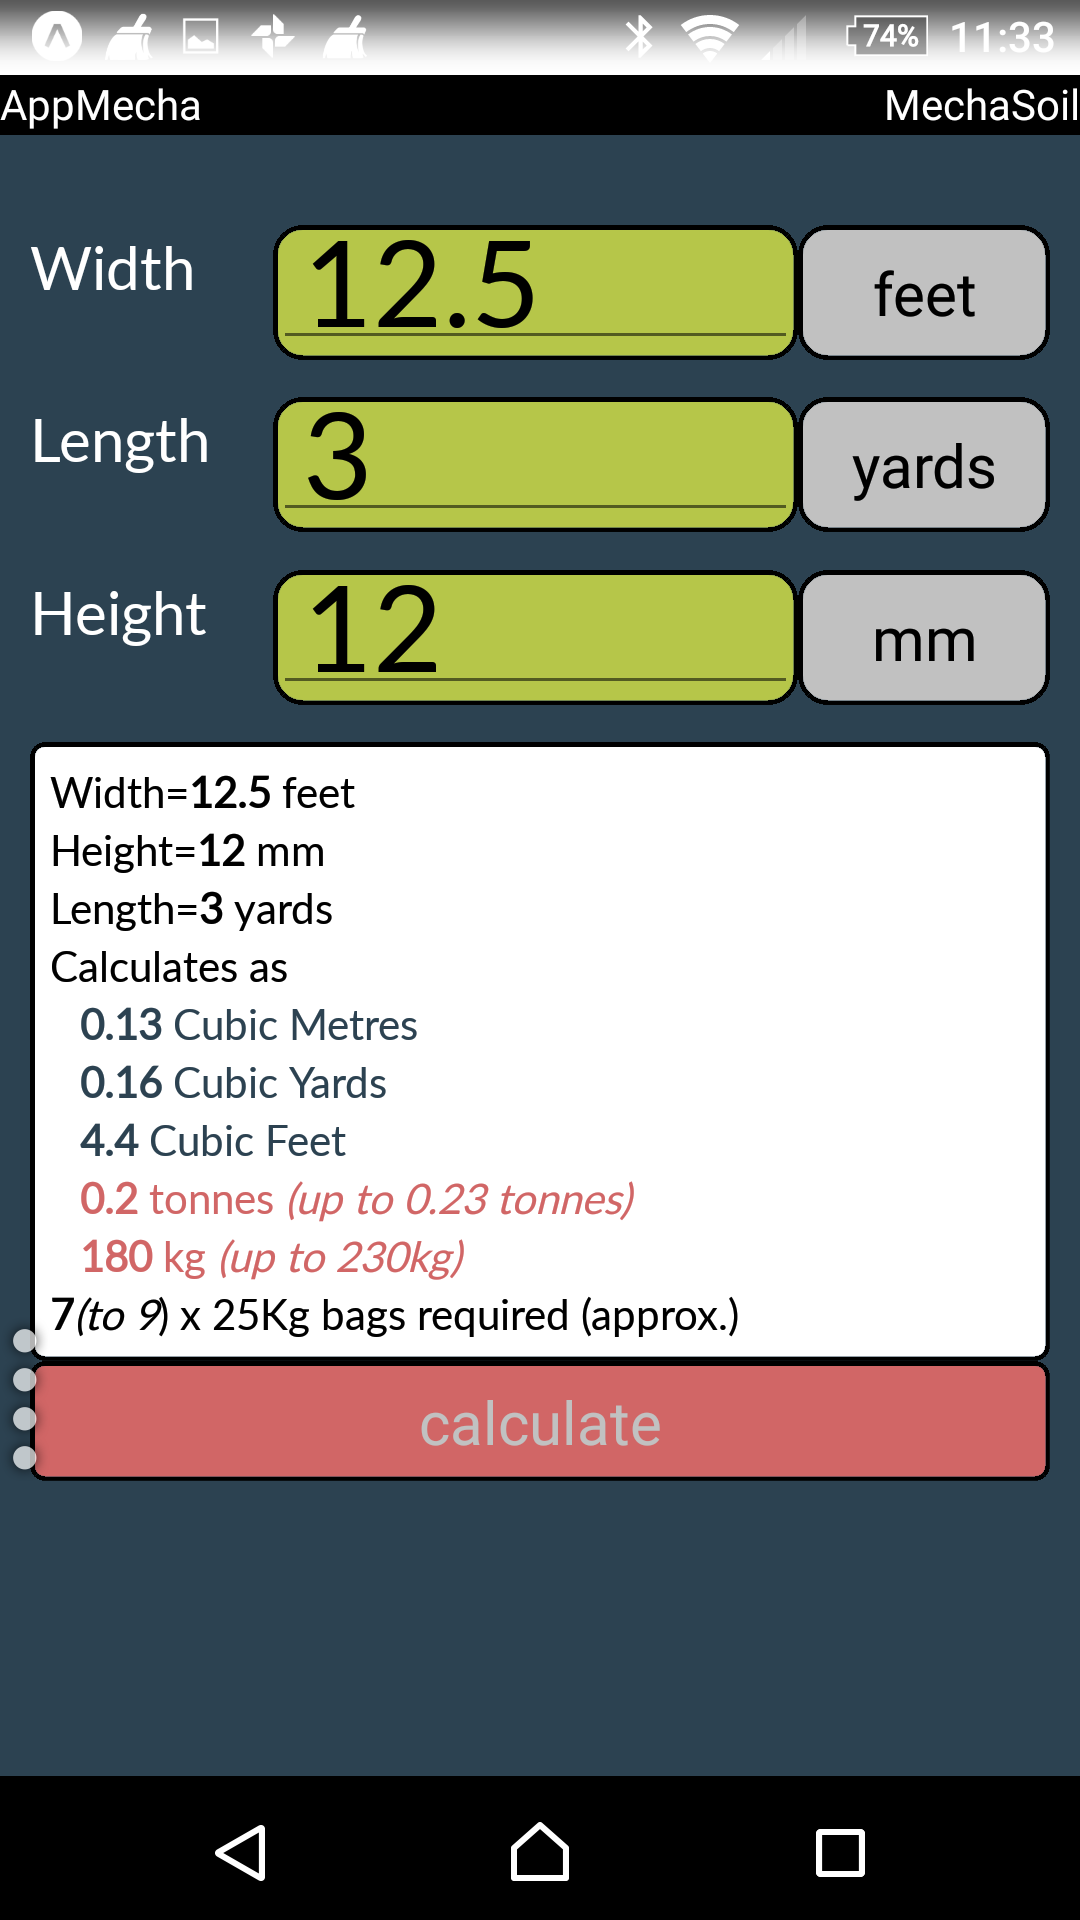 74% 11:33
AppMecha MechaSoil
Width 12.5 feet
Length 3 yards
Height 12 mm
Width=12.5 feet
Height=12 mm
Length=3 yards
Calculates as
0.13 Cubic Metres
0.16 Cubic Yards
4.4 Cubic Feet
0.2 tonnes (up to 0.23 tonnes)
180 kg (up to 230kg)
7(to 9) x 25Kg bags required (approx.)
calculate